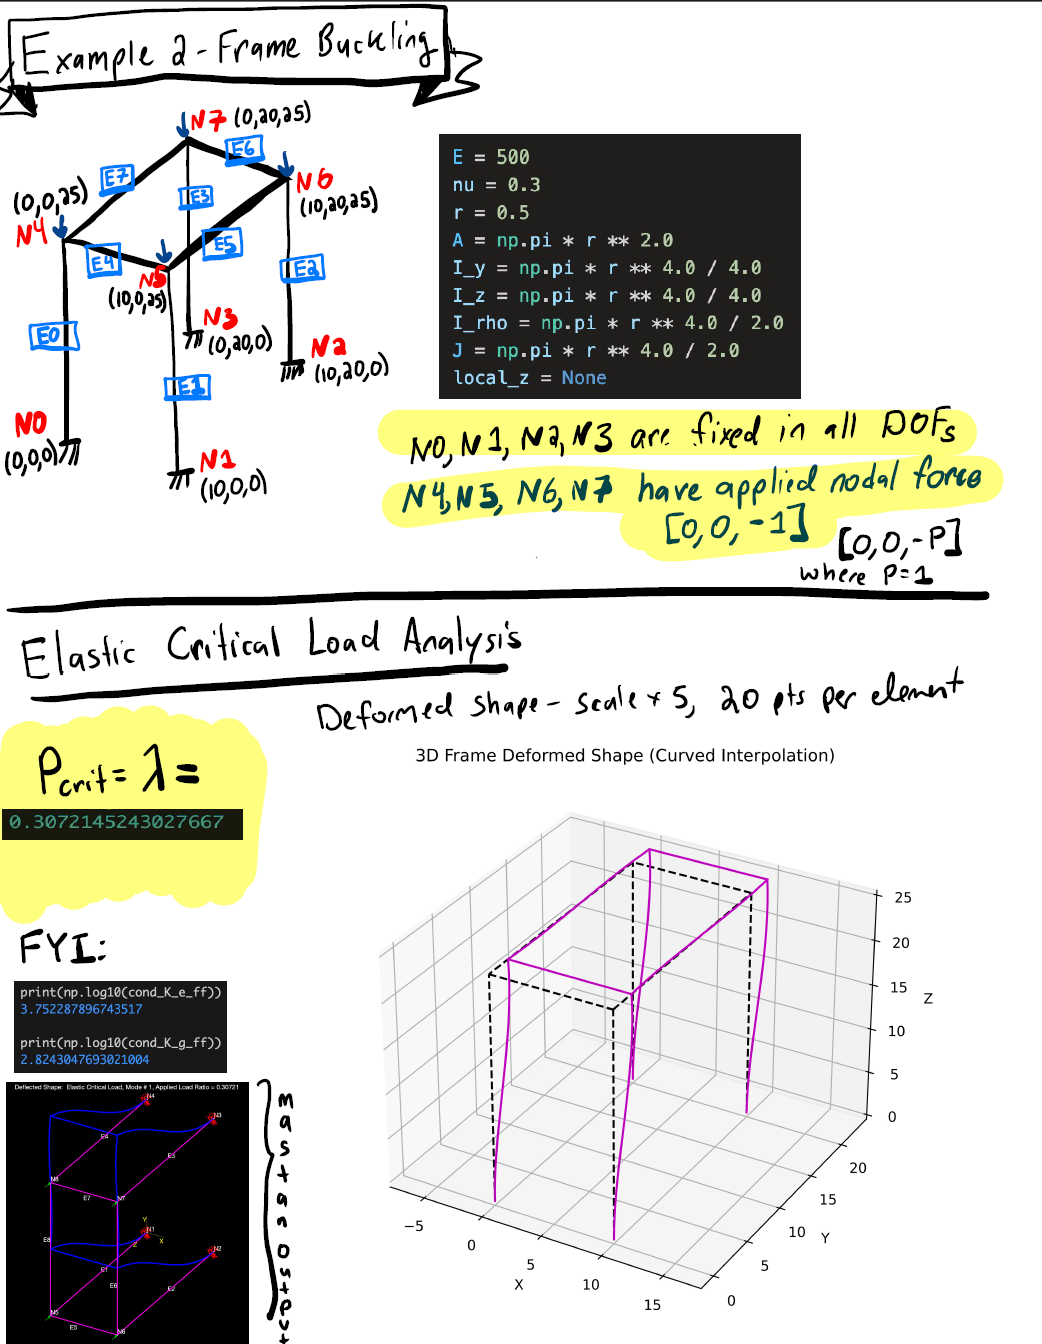 Example 2 - Frame Buckling
N7 (0,20,25)
E6
E7
N6
(10,20,25)
(0,0,25)
N4
E3
E5
E4
E2
N5
(10,0,25)
N3
(0,20,0)
E0
N2
(10,20,0)
E1
N0
(0,0,0)
N1
(10,0,0)
E = 500
nu = 0.3
r = 0.5
A = np.pi * r ** 2.0
I_y = np.pi * r ** 4.0 / 4.0
I_z = np.pi * r ** 4.0 / 4.0
I_rho = np.pi * r ** 4.0 / 2.0
J = np.pi * r ** 4.0 / 2.0
local_z = None
N0, N1, N2, N3 are fixed in all DOFs
N4, N5, N6, N7 have applied nodal force
[0, 0, -1]
[0, 0, -P]
where P=1
Elastic Critical Load Analysis
Deformed shape - scale * 5, 20 pts per element
Pcrit = λ =
0.3072145243027667
3D Frame Deformed Shape (Curved Interpolation)
25
20
15
10
5
0
Z
20
15
10
5
0
Y
−5
0
5
10
15
X
FYI:
print(np.log10(cond_K_e_ff))
3.752287896743517
print(np.log10(cond_K_g_ff))
2.8243047693021004
Deflected Shape: Elastic Critical Load, Mode # 1, Applied Load Ratio = 0.30721
N4
N3
E4
E3
N8
E7
N7
Y
N1
Z
X
N2
E8
E1
E6
E2
N5
E5
N6
mastan output